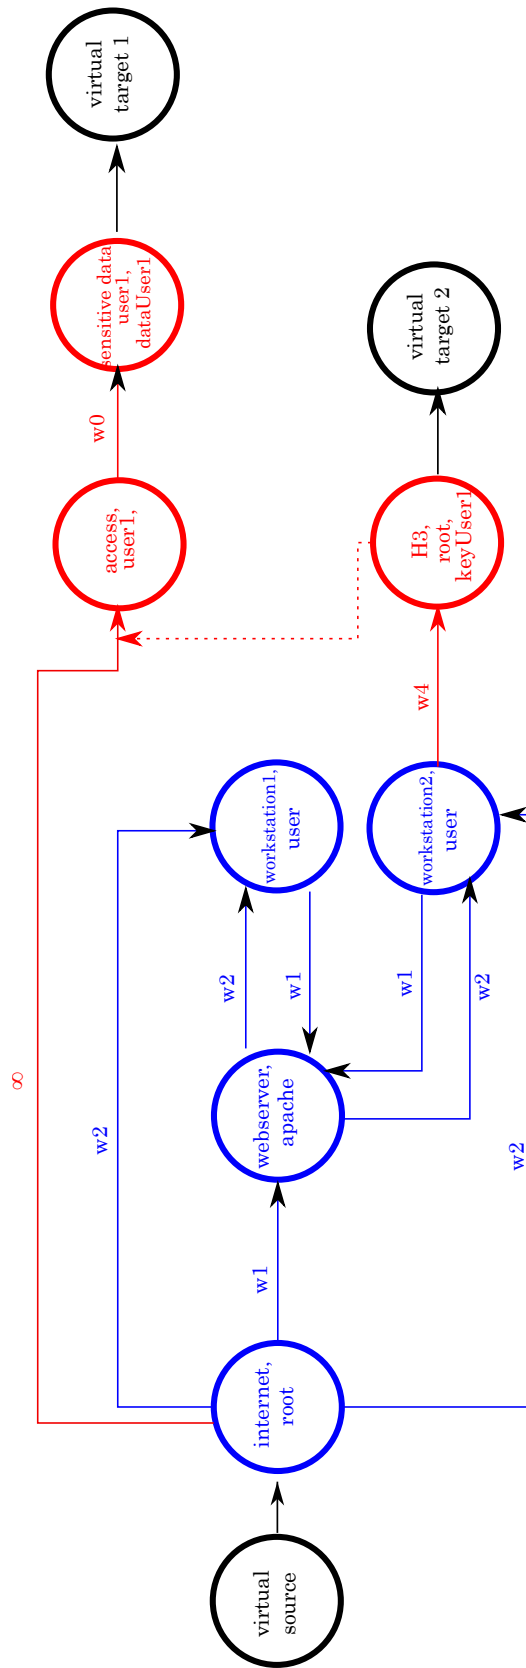 virtual
source
internet,
root
∞
w2
w1
w2
webserver,
apache
w2
w1
w1
w2
workstation1,
user
workstation2,
user
w4
access,
user1,
H3,
root,
keyUser1
w0
sensitive data
user1,
dataUser1
virtual
target 1
virtual
target 2